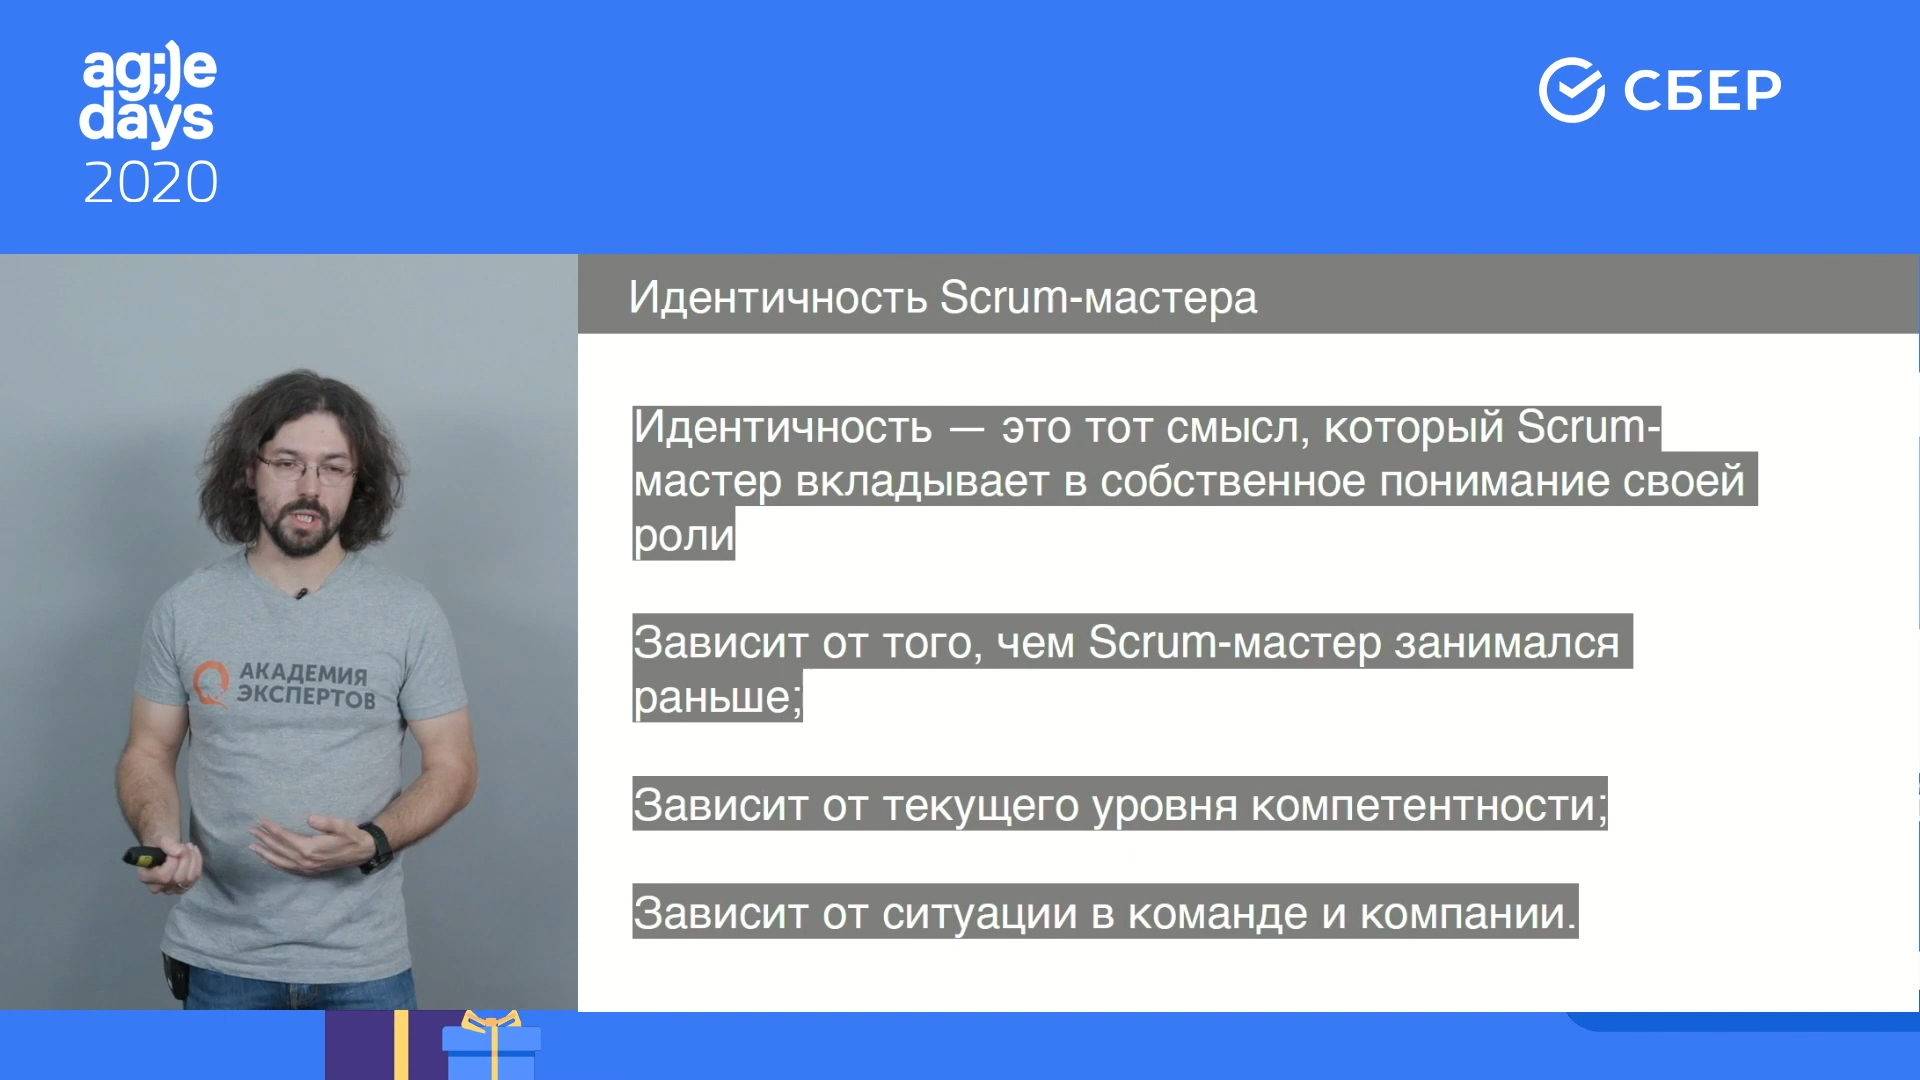 agile
days
2020
СБЕР
АКАДЕМИЯ
ЭКСПЕРТОВ
Идентичность Scrum-мастера
Идентичность — это тот смысл, который Scrum-
мастер вкладывает в собственное понимание своей
роли
Зависит от того, чем Scrum-мастер занимался
раньше;
Зависит от текущего уровня компетентности;
Зависит от ситуации в команде и компании.